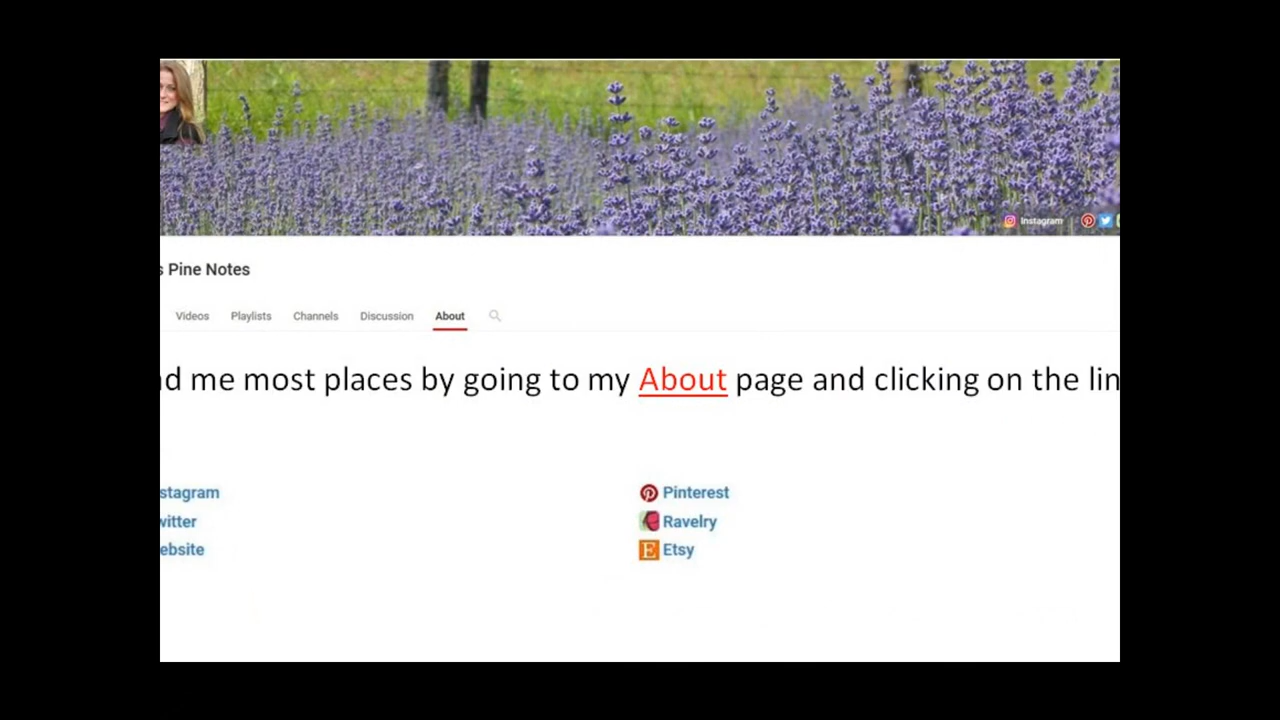 Instagram
s Pine Notes
Videos Playlists Channels Discussion About
nd me most places by going to my About page and clicking on the lin
stagram
Pinterest
witter
Ravelry
ebsite
E Etsy